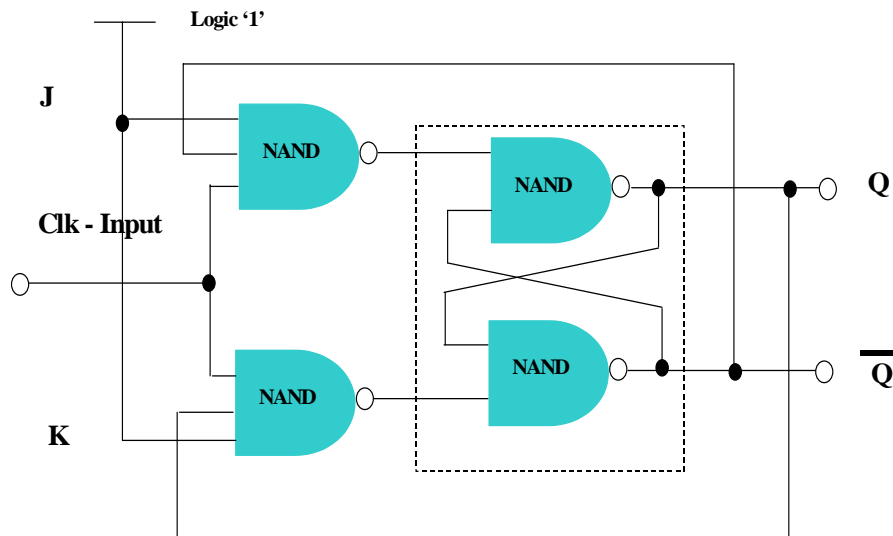 Logic ‘1’
J
NAND
NAND
Q
Clk - Input
NAND
NAND
Q
K